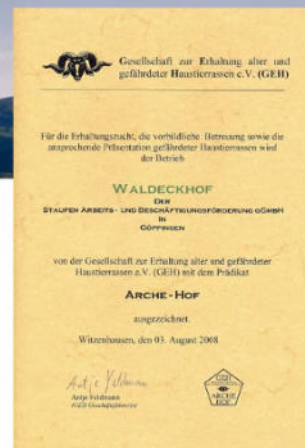 Gesellschaft zur Erhaltung alter und
gefährdeter Haustierrassen e.V. (GEH)
Für die Erhaltungszucht, die vorbildliche Betreuung sowie die
ansprechende Präsentation gefährdeter Haustierrassen wird
der Betrieb
WALDECKHOF
DER
STAUFEN ARBEITS- UND BESCHÄFTIGUNGSFÖRDERUNG GGMBH
IN
GÖPPINGEN
von der Gesellschaft zur Erhaltung alter und gefährdeter
Haustierrassen e.V. (GEH) mit dem Prädikat
ARCHE-HOF
ausgezeichnet.
Witzenhausen, den 03. August 2008
Antje Feldmann
Antje Feldmann
GEH
ARCHE
HOF